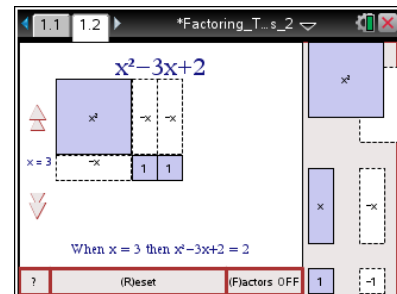 1.1 1.2 *Factoring_T…s_2
x²−3x+2
x²
x² -x -x
x = 3 -x 1 1
x -x
When x = 3 then x²−3x+2 = 2
? (R)eset (F)actors OFF 1 -1